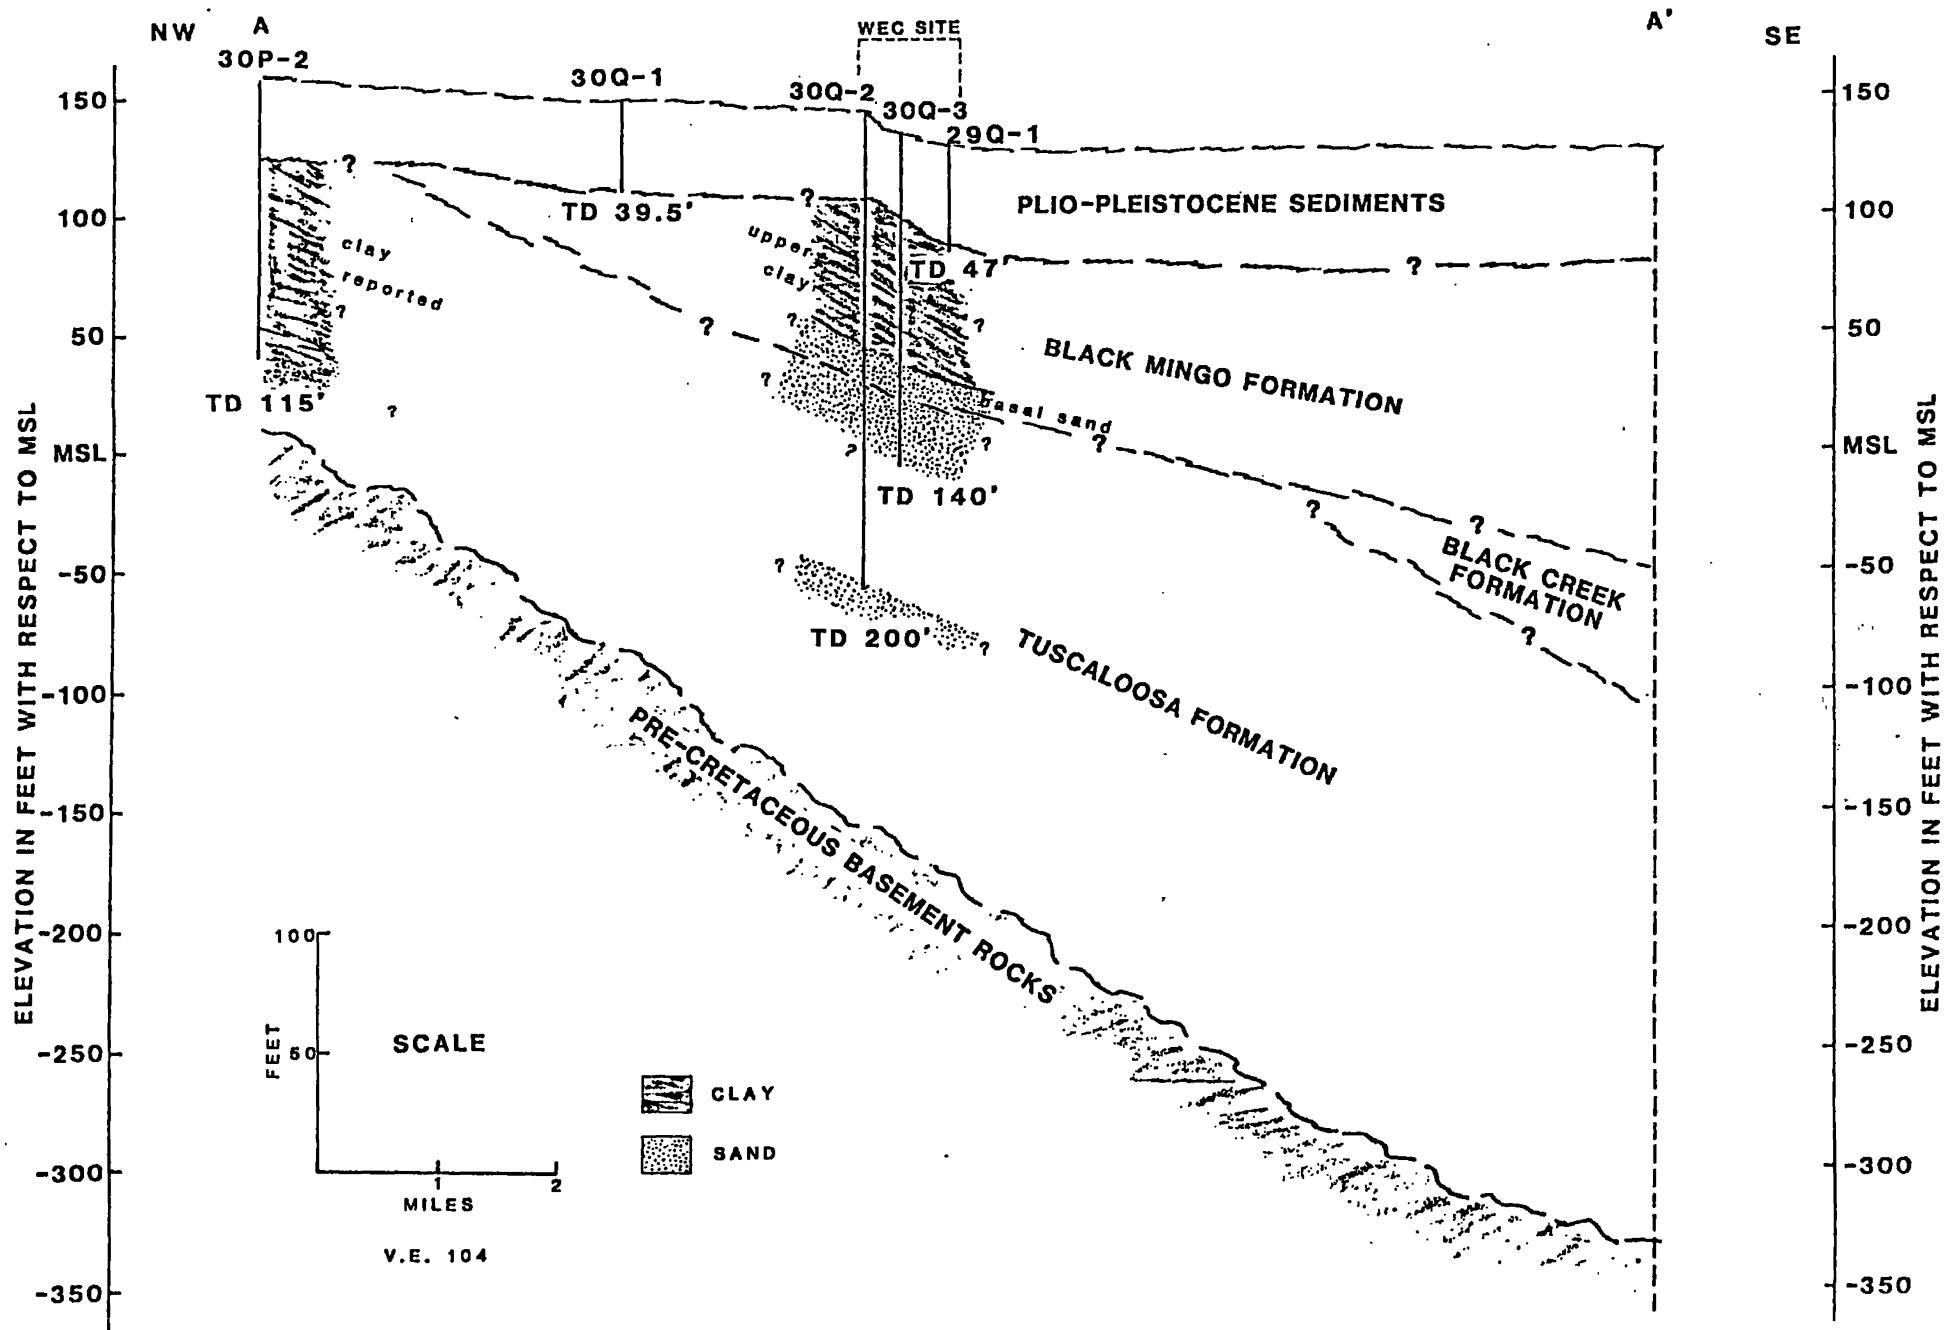 NW
A
WEC SITE
A'
SE
30P-2
30Q-1
30Q-2
30Q-3
29Q-1
150
100
50
MSL
-50
-100
-150
-200
-250
-300
-350
ELEVATION IN FEET WITH RESPECT TO MSL
?
TD 39.5'
?
PLIO-PLEISTOCENE SEDIMENTS
clay
reported
?
upper
clay
TD 47'
?
?
?
?
?
BLACK MINGO FORMATION
TD 115'
?
?
basal sand
?
?
?
TD 140'
?
?
BLACK CREEK
FORMATION
?
?
TD 200'
?
TUSCALOOSA FORMATION
PRE-CRETACEOUS BASEMENT ROCKS
100
50
FEET
SCALE
1
2
MILES
V.E. 104
CLAY
SAND
150
100
50
MSL
-50
-100
-150
-200
-250
-300
-350
ELEVATION IN FEET WITH RESPECT TO MSL